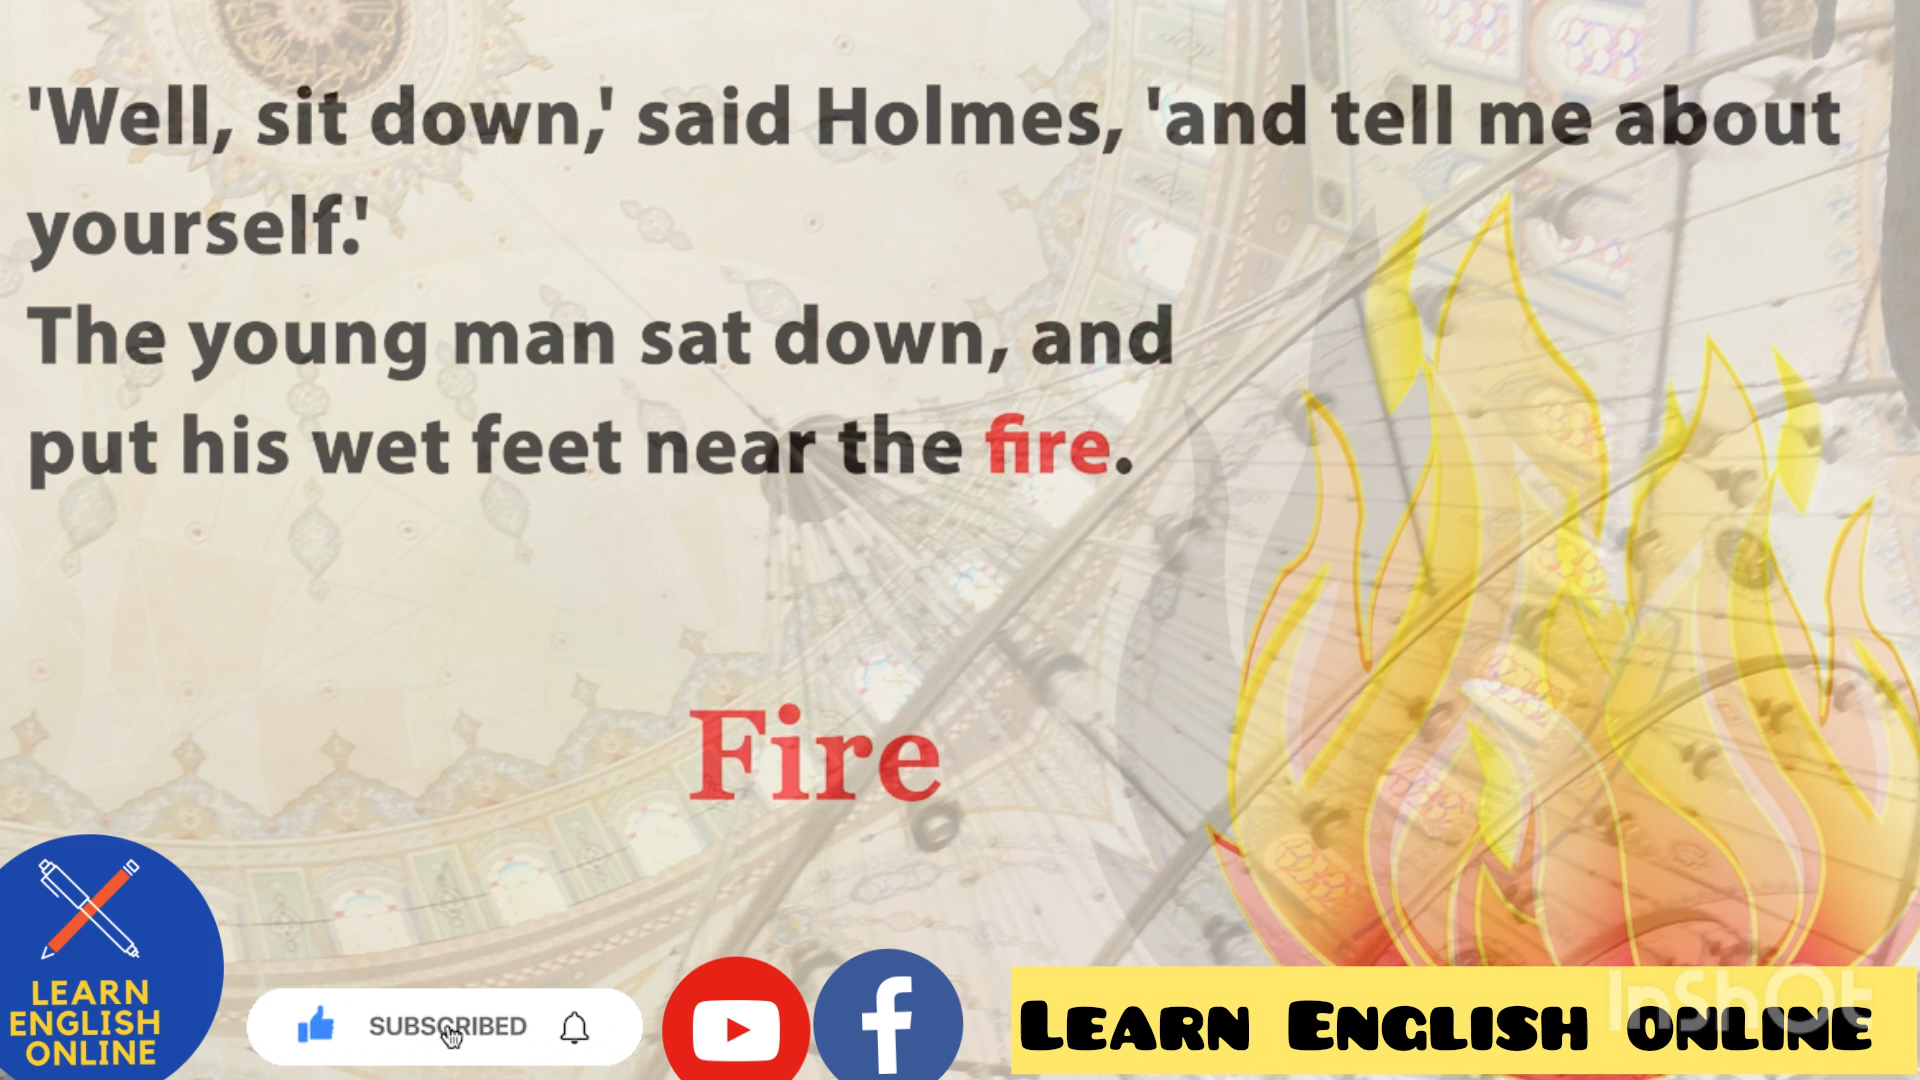 'Well, sit down,' said Holmes, 'and tell me about
yourself.'
The young man sat down, and
put his wet feet near the fire.
Fire
LEARN
ENGLISH
ONLINE
SUBSCRIBED
LEARN ENGLISH ONLINE
InShOt